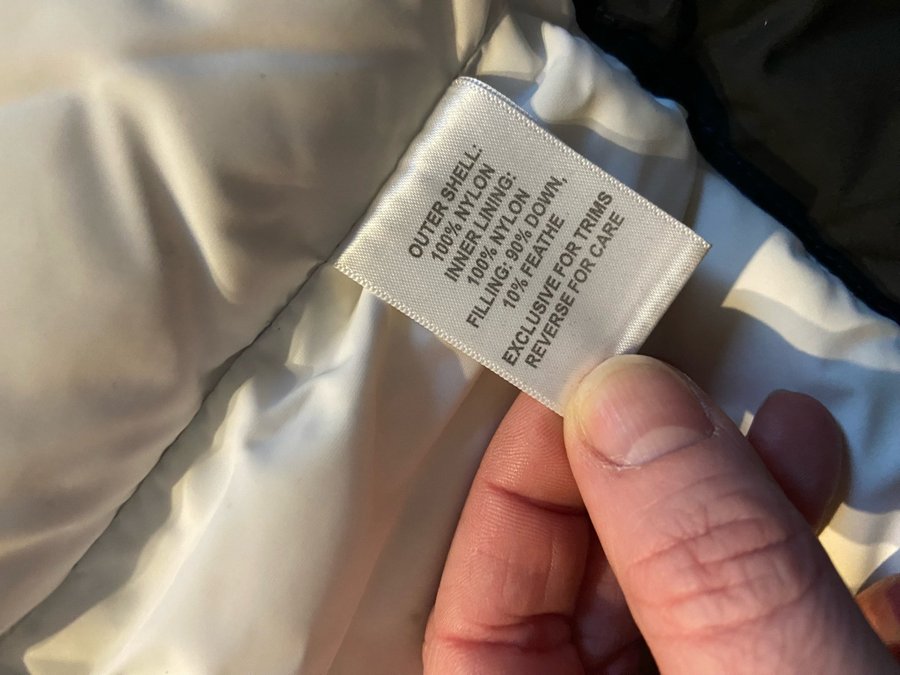 OUTER SHELL:
100% NYLON
INNER LINING:
100% NYLON
FILLING: 90% DOWN,
10% FEATHE
EXCLUSIVE FOR TRIMS
REVERSE FOR CARE